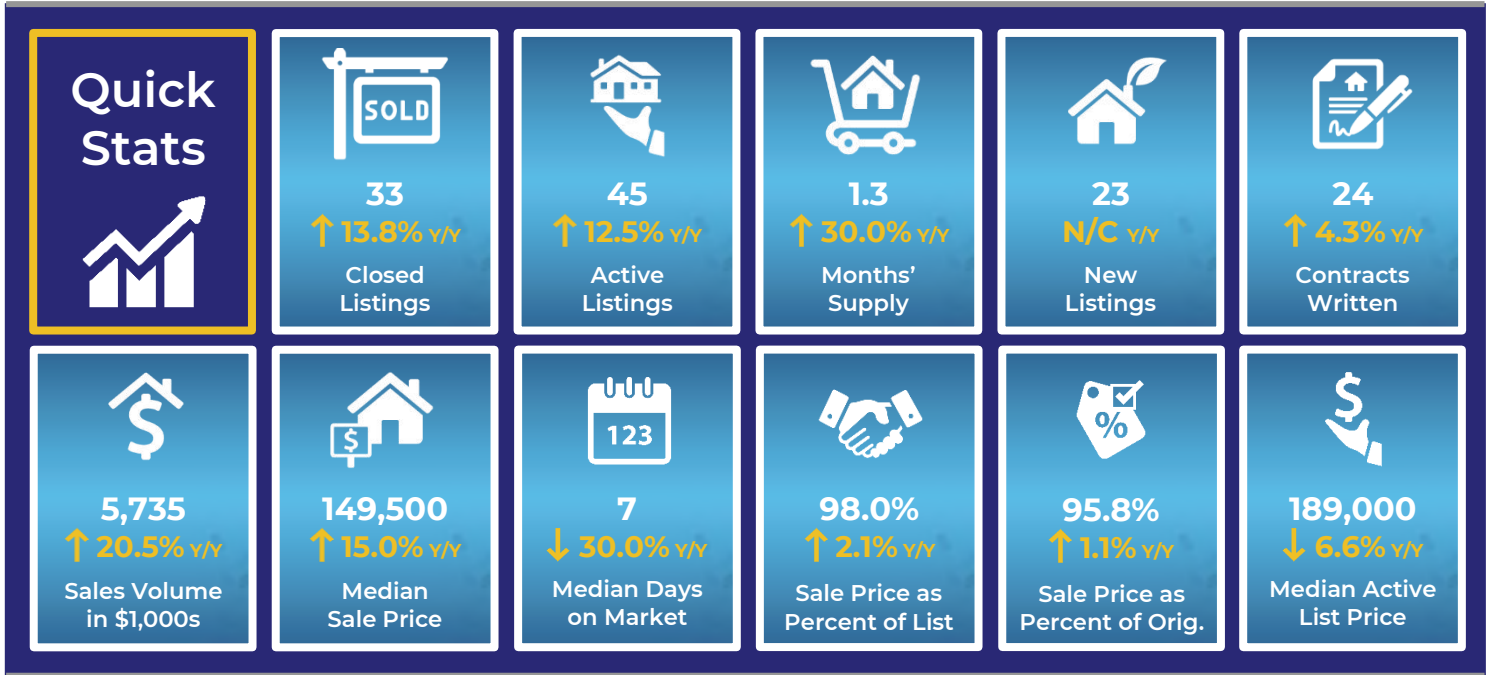 Quick
Stats
SOLD
33
↑ 13.8% Y/Y
Closed
Listings
45
↑ 12.5% Y/Y
Active
Listings
1.3
↑ 30.0% Y/Y
Months’
Supply
23
N/C Y/Y
New
Listings
24
↑ 4.3% Y/Y
Contracts
Written
$
5,735
↑ 20.5% Y/Y
Sales Volume
in $1,000s
$
149,500
↑ 15.0% Y/Y
Median
Sale Price
123
7
↓ 30.0% Y/Y
Median Days
on Market
98.0%
↑ 2.1% Y/Y
Sale Price as
Percent of List
%
95.8%
↑ 1.1% Y/Y
Sale Price as
Percent of Orig.
$
189,000
↓ 6.6% Y/Y
Median Active
List Price